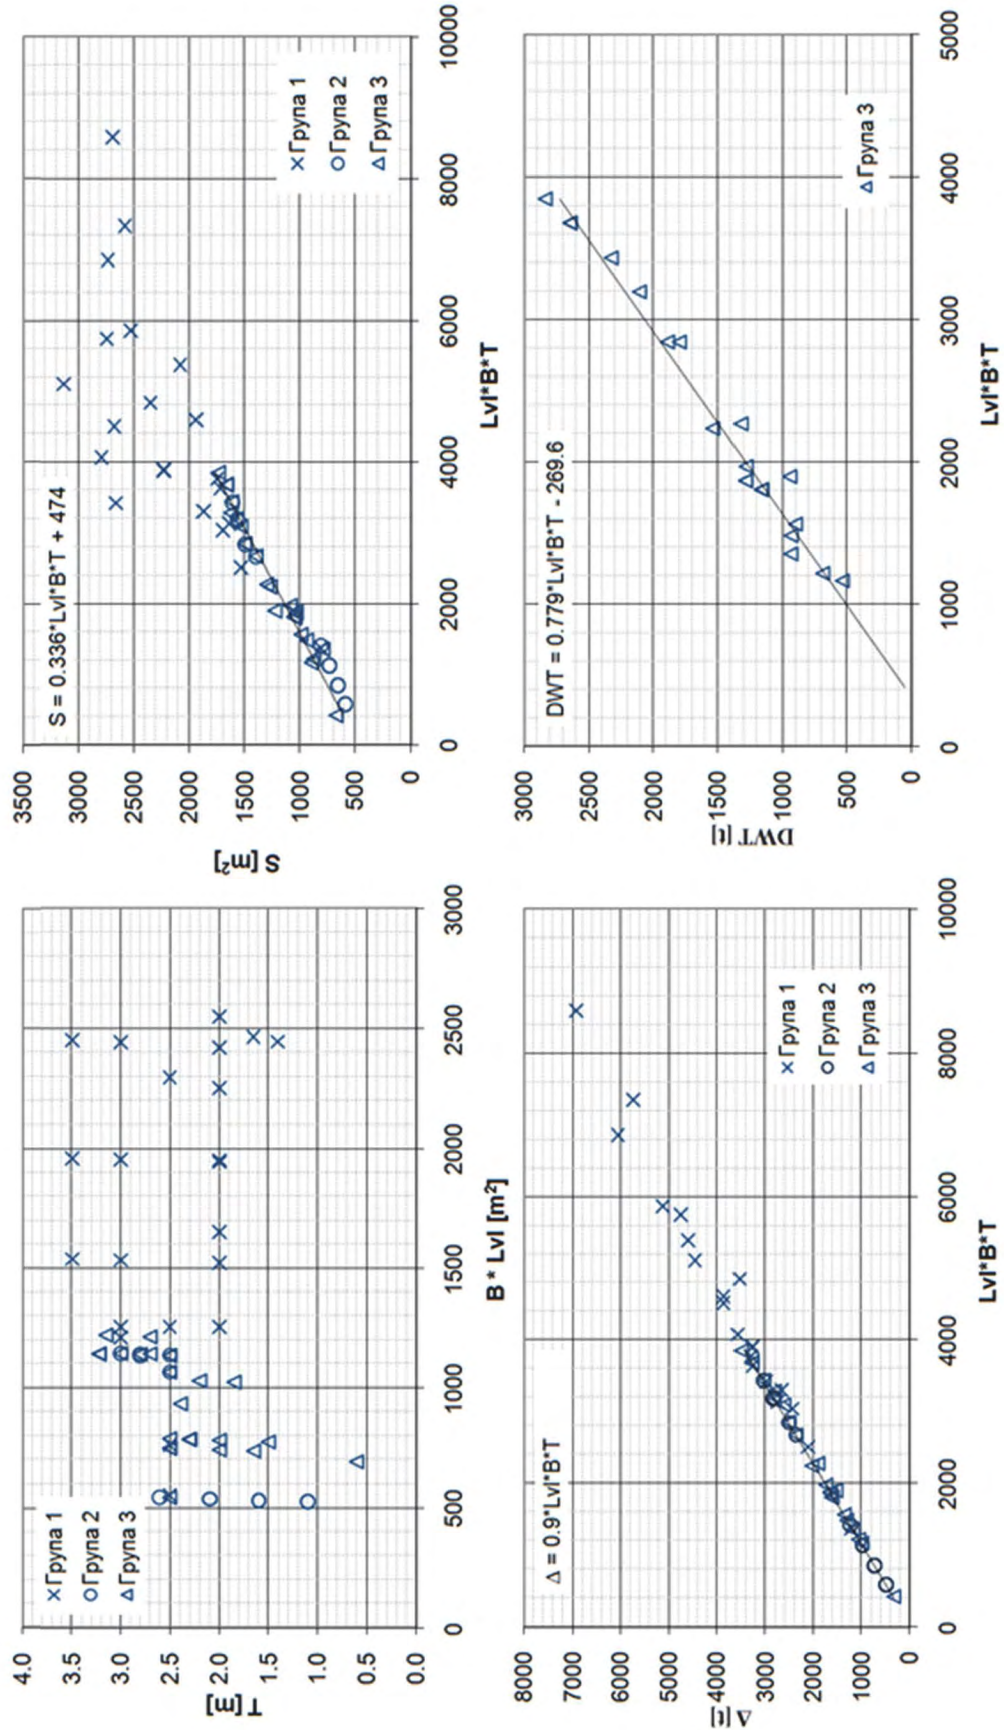 4.0
3.5
3.0
2.5
2.0
1.5
1.0
0.5
0.0
T [m]
×Група 1
○Група 2
△Група 3
0
500
1000
1500
2000
2500
3000
B * Lvl [m²]
3500
3000
2500
2000
1500
1000
500
0
S [m²]
S = 0.336*Lvl*B*T + 474
×Група 1
○Група 2
△Група 3
0
2000
4000
6000
8000
10000
Lvl*B*T
8000
7000
6000
5000
4000
3000
2000
1000
0
Δ [t]
Δ = 0.9*Lvl*B*T
×Група 1
○Група 2
△Група 3
0
2000
4000
6000
8000
10000
Lvl*B*T
3000
2500
2000
1500
1000
500
0
DWT [t]
DWT = 0.779*Lvl*B*T - 269.6
△Група 3
0
1000
2000
3000
4000
5000
Lvl*B*T